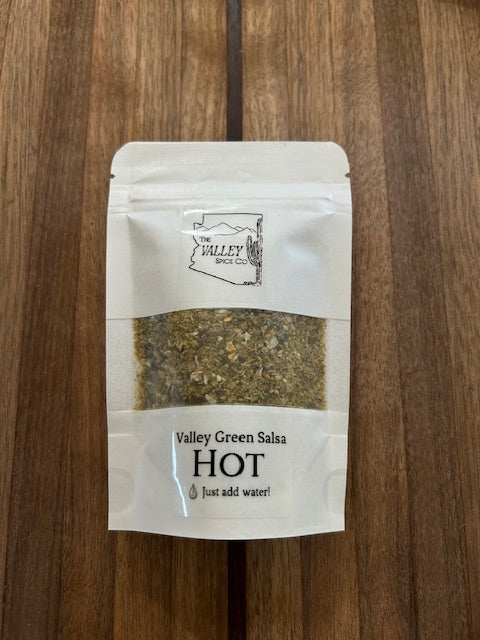 THE
VALLEY
SPICE CO
Valley Green Salsa
HOT
Just add water!